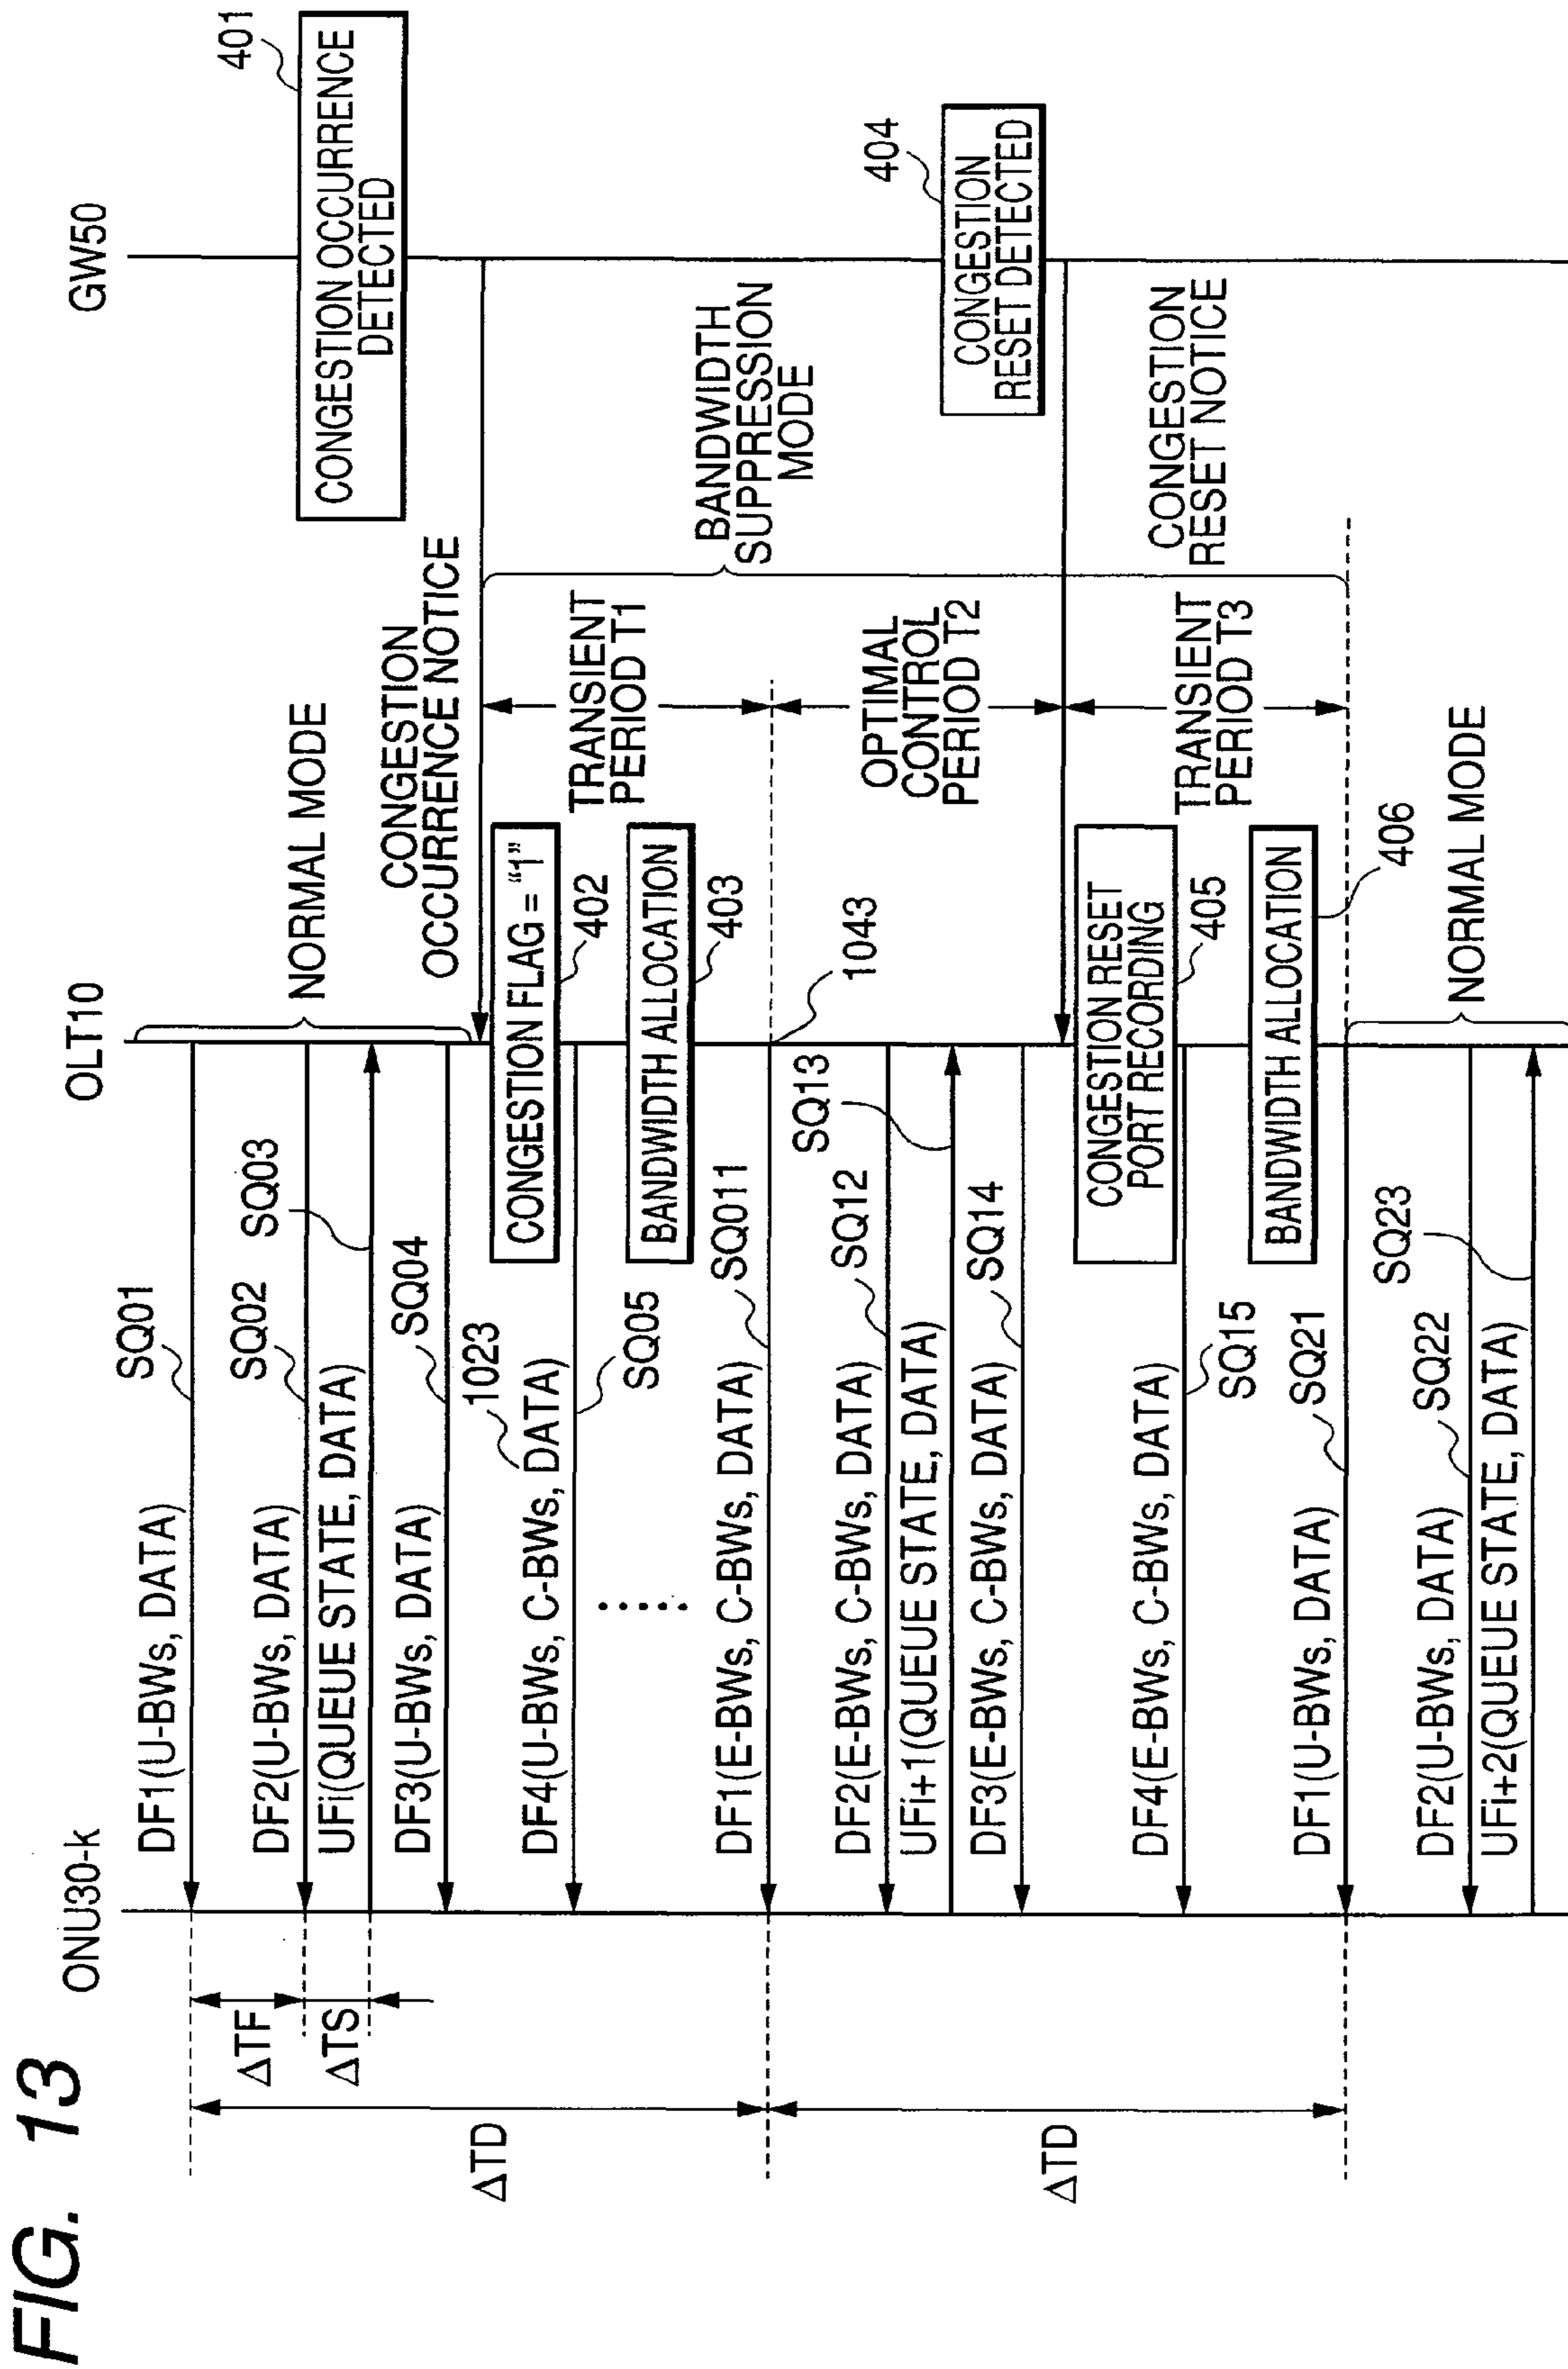 FIG. 13
ONU30-k
OLT10
GW50
DF1(U-BWs, DATA)
SQ01
NORMAL MODE
CONGESTION OCCURRENCE
DETECTED
401
ΔTF
DF2(U-BWs, DATA)
SQ02
ΔTS
UFi(QUEUE STATE, DATA)
SQ03
DF3(U-BWs, DATA)
SQ04
CONGESTION
OCCURRENCE NOTICE
CONGESTION FLAG = “1”
402
DF4(U-BWs, C-BWs, DATA)
1023
SQ05
TRANSIENT
PERIOD T1
BANDWIDTH ALLOCATION
403
BANDWIDTH
SUPPRESSION
MODE
ΔTD
DF1(E-BWs, C-BWs, DATA)
SQ011
1043
DF2(E-BWs, C-BWs, DATA)
SQ12
OPTIMAL
CONTROL
PERIOD T2
UFi+1(QUEUE STATE, DATA)
SQ13
CONGESTION
RESET DETECTED
404
DF3(E-BWs, C-BWs, DATA)
SQ14
CONGESTION
RESET NOTICE
CONGESTION RESET
PORT RECORDING
405
ΔTD
DF4(E-BWs, C-BWs, DATA)
SQ15
TRANSIENT
PERIOD T3
BANDWIDTH ALLOCATION
406
DF1(U-BWs, DATA)
SQ21
DF2(U-BWs, DATA)
SQ22
NORMAL MODE
UFi+2(QUEUE STATE, DATA)
SQ23